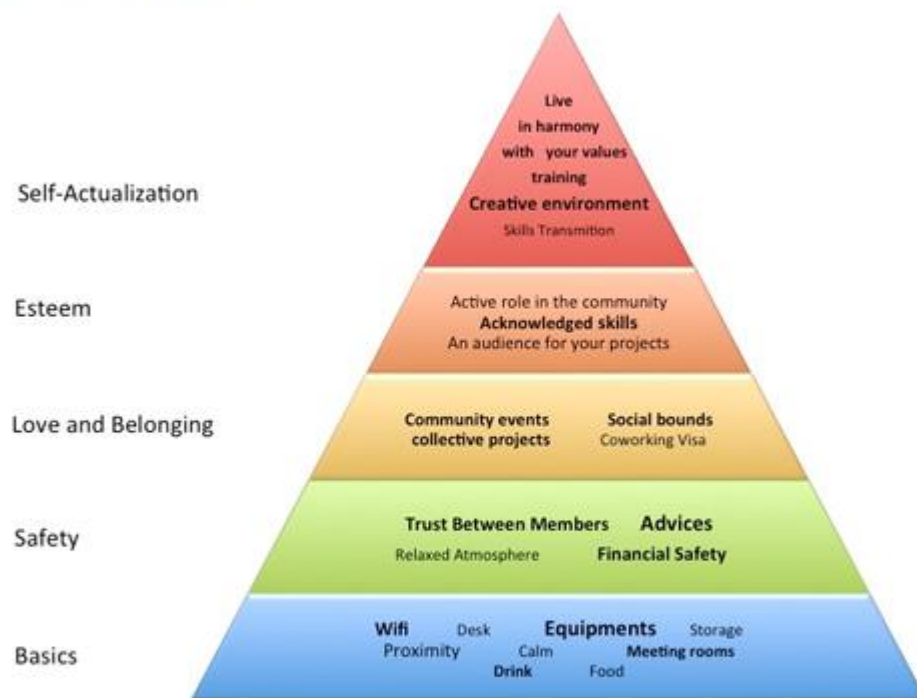 Live
in harmony
with your values
training
Self-Actualization
Creative environment
Skills Transmition
Esteem
Active role in the community
Acknowledged skills
An audience for your projects
Love and Belonging
Community events Social bounds
collective projects Coworking Visa
Safety
Trust Between Members Advices
Relaxed Atmosphere Financial Safety
Basics
Wifi Desk Equipments Storage
Proximity Calm Meeting rooms
Drink Food